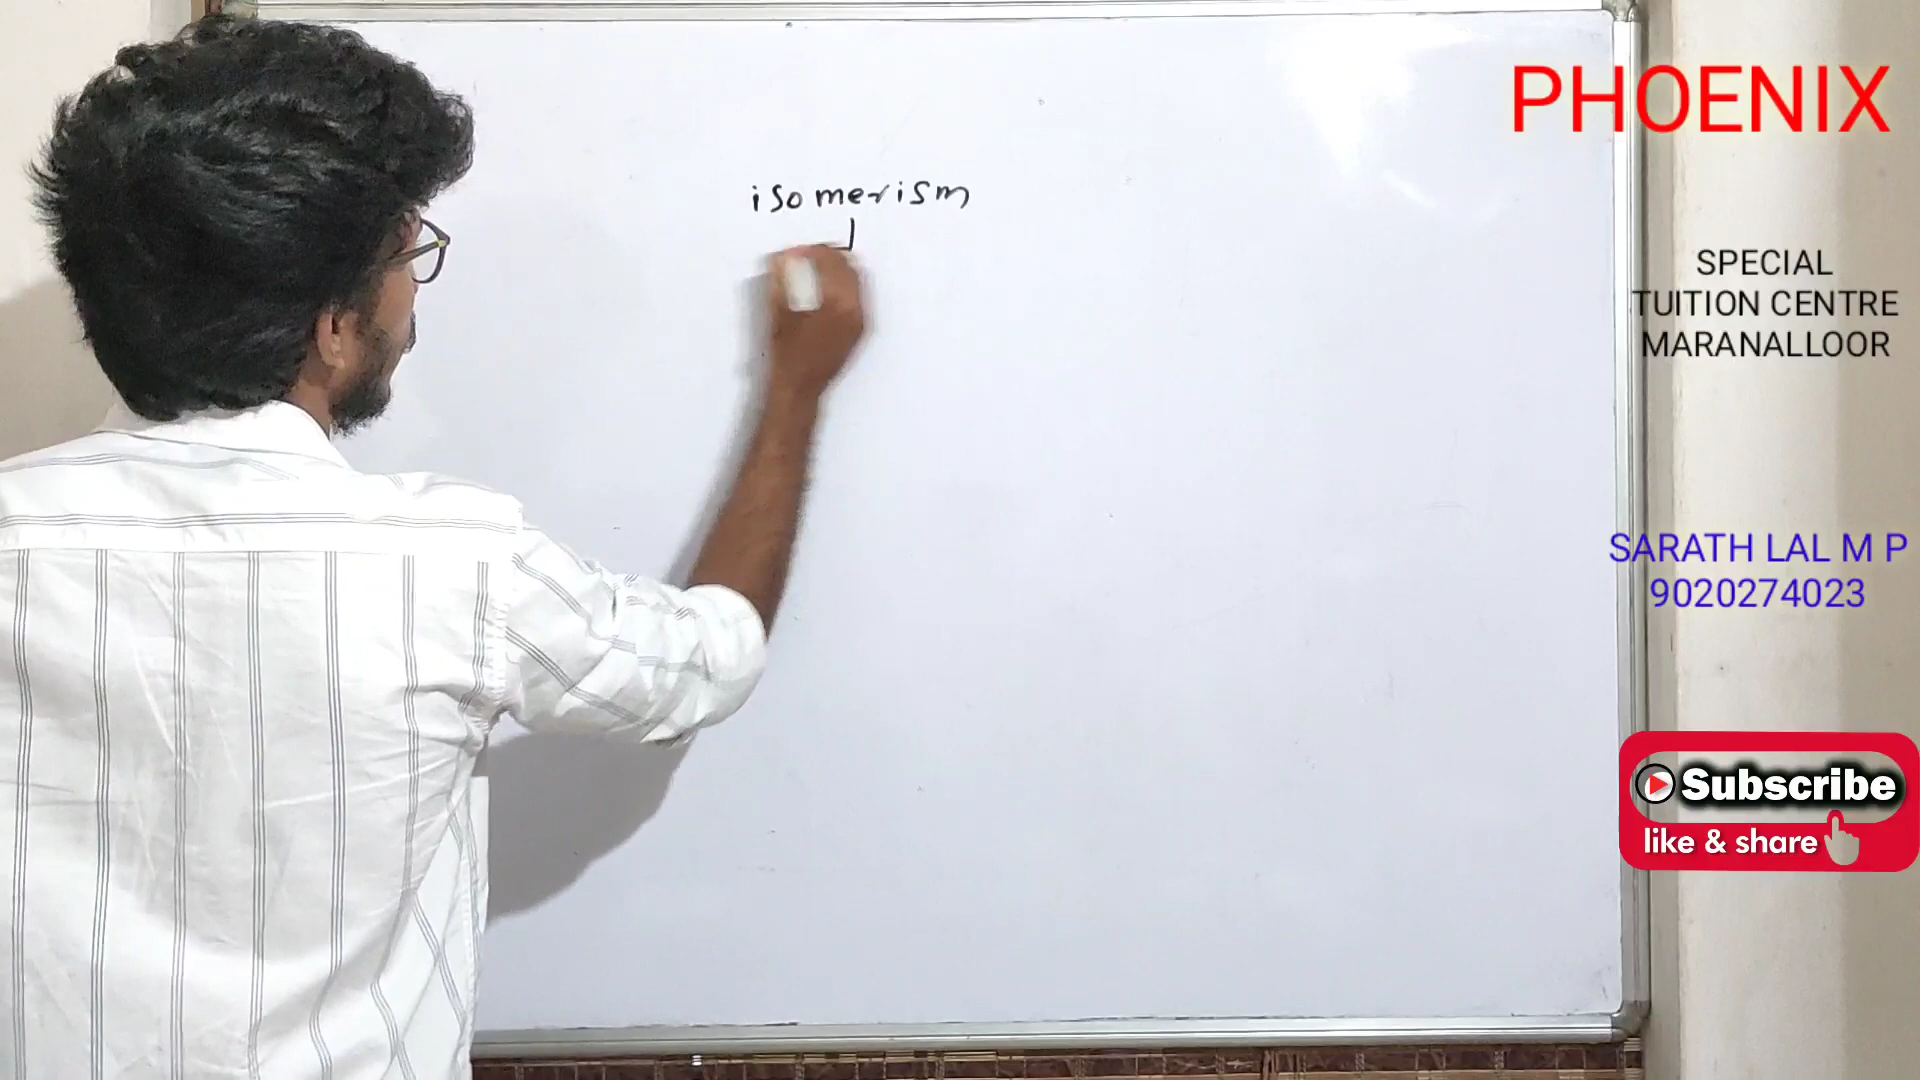 isomerism
PHOENIX
SPECIAL
TUITION CENTRE
MARANALLOOR
SARATH LAL M P
9020274023
Subscribe
like & share